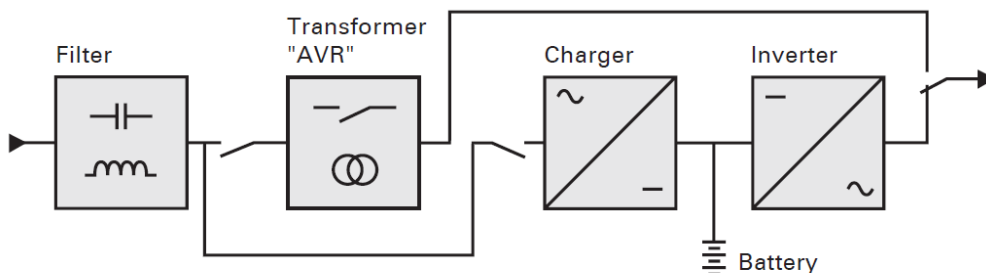 Filter
Transformer
"AVR"
Charger
Inverter
Battery